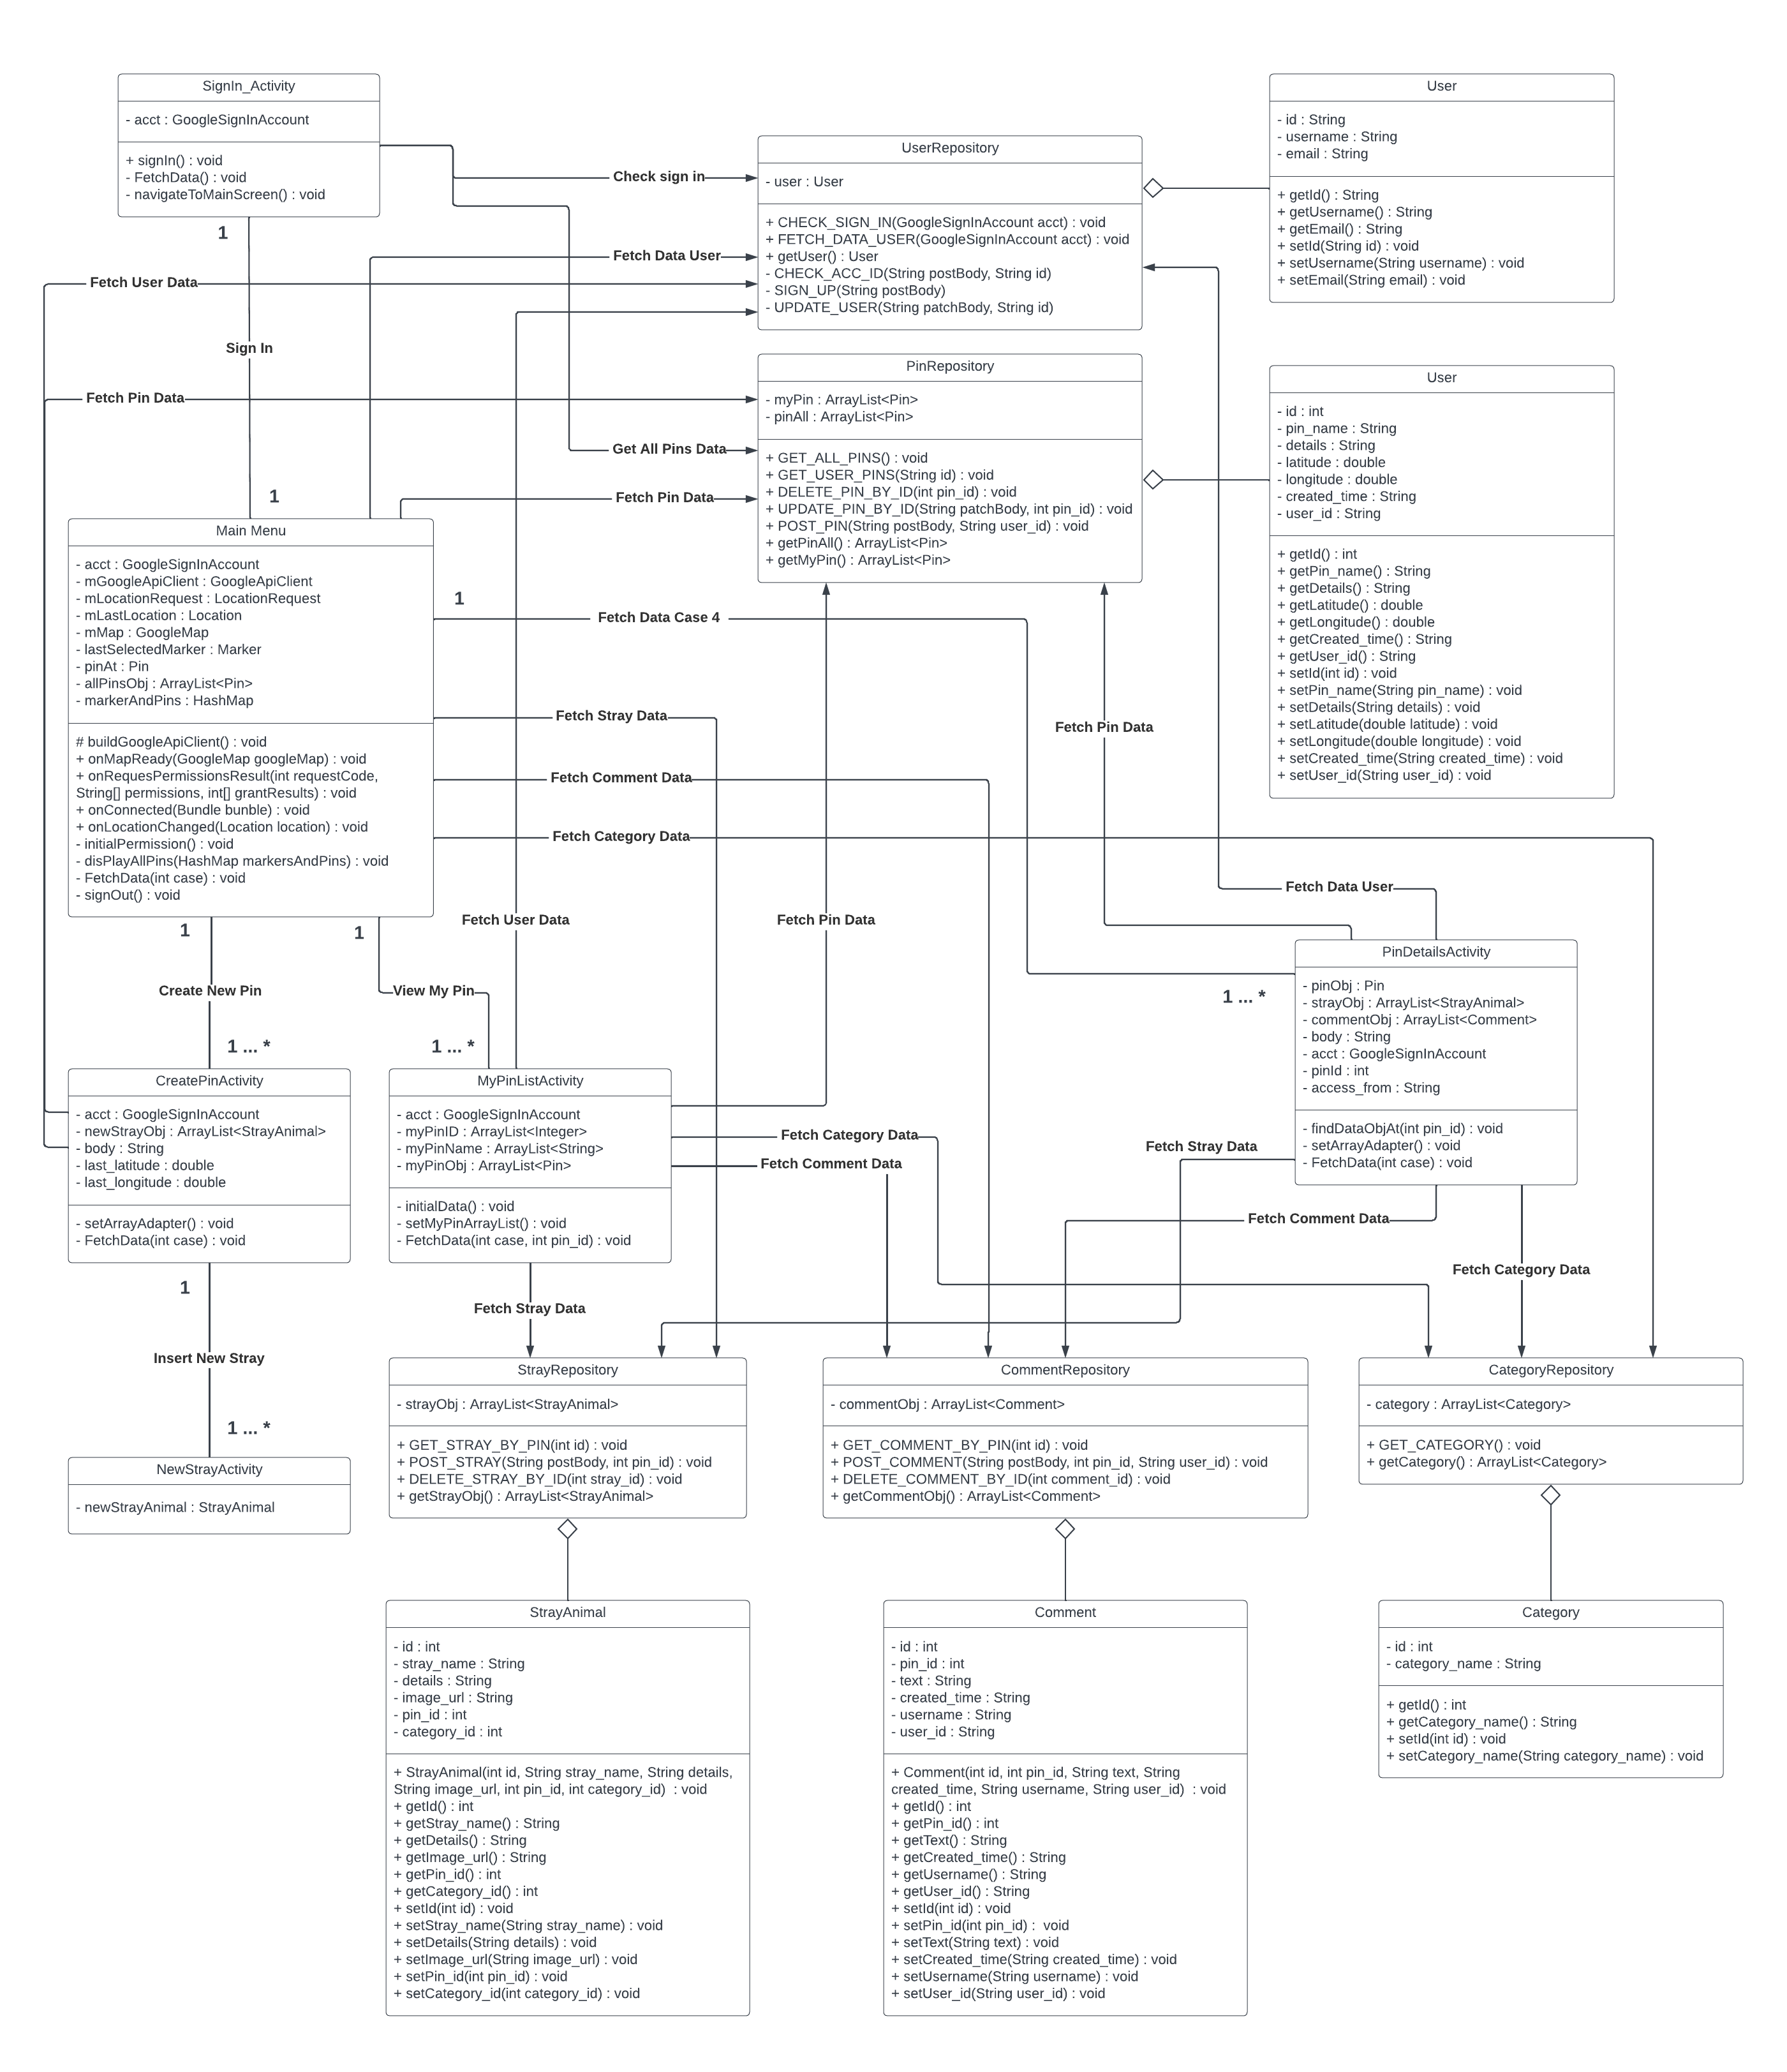 SignIn_Activity
- acct : GoogleSignInAccount
+ signIn() : void
- FetchData() : void
- navigateToMainScreen() : void
1
Sign In
1
Check sign in
Fetch Data User
Fetch User Data
Fetch Pin Data
Get All Pins Data
Fetch Pin Data
UserRepository
- user : User
+ CHECK_SIGN_IN(GoogleSignInAccount acct) : void
+ FETCH_DATA_USER(GoogleSignInAccount acct) : void
+ getUser() : User
- CHECK_ACC_ID(String postBody, String id)
- SIGN_UP(String postBody)
- UPDATE_USER(String patchBody, String id)
User
- id : String
- username : String
- email : String
+ getId() : String
+ getUsername() : String
+ getEmail() : String
+ setId(String id) : void
+ setUsername(String username) : void
+ setEmail(String email) : void
PinRepository
- myPin : ArrayList<Pin>
- pinAll : ArrayList<Pin>
+ GET_ALL_PINS() : void
+ GET_USER_PINS(String id) : void
+ DELETE_PIN_BY_ID(int pin_id) : void
+ UPDATE_PIN_BY_ID(String patchBody, int pin_id) : void
+ POST_PIN(String postBody, String user_id) : void
+ getPinAll() : ArrayList<Pin>
+ getMyPin() : ArrayList<Pin>
User
- id : int
- pin_name : String
- details : String
- latitude : double
- longitude : double
- created_time : String
- user_id : String
+ getId() : int
+ getPin_name() : String
+ getDetails() : String
+ getLatitude() : double
+ getLongitude() : double
+ getCreated_time() : String
+ getUser_id() : String
+ setId(int id) : void
+ setPin_name(String pin_name) : void
+ setDetails(String details) : void
+ setLatitude(double latitude) : void
+ setLongitude(double longitude) : void
+ setCreated_time(String created_time) : void
+ setUser_id(String user_id) : void
Main Menu
- acct : GoogleSignInAccount
- mGoogleApiClient : GoogleApiClient
- mLocationRequest : LocationRequest
- mLastLocation : Location
- mMap : GoogleMap
- lastSelectedMarker : Marker
- pinAt : Pin
- allPinsObj : ArrayList<Pin>
- markerAndPins : HashMap
# buildGoogleApiClient() : void
+ onMapReady(GoogleMap googleMap) : void
+ onRequesPermissionsResult(int requestCode,
String[] permissions, int[] grantResults) : void
+ onConnected(Bundle bunble) : void
+ onLocationChanged(Location location) : void
- initialPermission() : void
- disPlayAllPins(HashMap markersAndPins) : void
- FetchData(int case) : void
- signOut() : void
1
Fetch Data Case 4
Fetch Stray Data
Fetch Comment Data
Fetch Category Data
Fetch Pin Data
Fetch Data User
1
1
Fetch User Data
Fetch Pin Data
Create New Pin
View My Pin
1 ... *
1 ... *
1 ... *
PinDetailsActivity
- pinObj : Pin
- strayObj : ArrayList<StrayAnimal>
- commentObj : ArrayList<Comment>
- body : String
- acct : GoogleSignInAccount
- pinId : int
- access_from : String
- findDataObjAt(int pin_id) : void
- setArrayAdapter() : void
- FetchData(int case) : void
CreatePinActivity
- acct : GoogleSignInAccount
- newStrayObj : ArrayList<StrayAnimal>
- body : String
- last_latitude : double
- last_longitude : double
- setArrayAdapter() : void
- FetchData(int case) : void
MyPinListActivity
- acct : GoogleSignInAccount
- myPinID : ArrayList<Integer>
- myPinName : ArrayList<String>
- myPinObj : ArrayList<Pin>
- initialData() : void
- setMyPinArrayList() : void
- FetchData(int case, int pin_id) : void
Fetch Category Data
Fetch Comment Data
Fetch Stray Data
Fetch Comment Data
Fetch Category Data
Fetch Stray Data
1
Insert New Stray
1 ... *
NewStrayActivity
- newStrayAnimal : StrayAnimal
StrayRepository
- strayObj : ArrayList<StrayAnimal>
+ GET_STRAY_BY_PIN(int id) : void
+ POST_STRAY(String postBody, int pin_id) : void
+ DELETE_STRAY_BY_ID(int stray_id) : void
+ getStrayObj() : ArrayList<StrayAnimal>
CommentRepository
- commentObj : ArrayList<Comment>
+ GET_COMMENT_BY_PIN(int id) : void
+ POST_COMMENT(String postBody, int pin_id, String user_id) : void
+ DELETE_COMMENT_BY_ID(int comment_id) : void
+ getCommentObj() : ArrayList<Comment>
CategoryRepository
- category : ArrayList<Category>
+ GET_CATEGORY() : void
+ getCategory() : ArrayList<Category>
StrayAnimal
- id : int
- stray_name : String
- details : String
- image_url : String
- pin_id : int
- category_id : int
+ StrayAnimal(int id, String stray_name, String details,
String image_url, int pin_id, int category_id)  : void
+ getId() : int
+ getStray_name() : String
+ getDetails() : String
+ getImage_url() : String
+ getPin_id() : int
+ getCategory_id() : int
+ setId(int id) : void
+ setStray_name(String stray_name) : void
+ setDetails(String details) : void
+ setImage_url(String image_url) : void
+ setPin_id(int pin_id) : void
+ setCategory_id(int category_id) : void
Comment
- id : int
- pin_id : int
- text : String
- created_time : String
- username : String
- user_id : String
+ Comment(int id, int pin_id, String text, String
created_time, String username, String user_id)  : void
+ getId() : int
+ getPin_id() : int
+ getText() : String
+ getCreated_time() : String
+ getUsername() : String
+ getUser_id() : String
+ setId(int id) : void
+ setPin_id(int pin_id) :  void
+ setText(String text) : void
+ setCreated_time(String created_time) : void
+ setUsername(String username) : void
+ setUser_id(String user_id) : void
Category
- id : int
- category_name : String
+ getId() : int
+ getCategory_name() : String
+ setId(int id) : void
+ setCategory_name(String category_name) : void